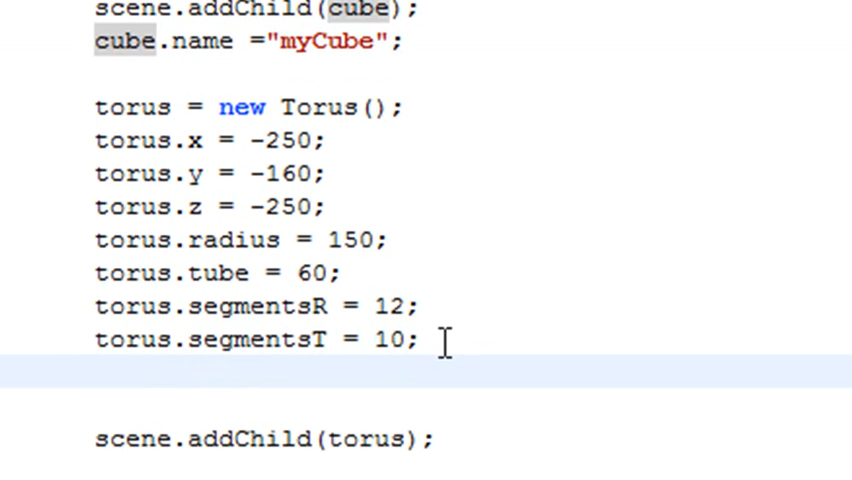 scene.addChild(cube);
cube.name ="myCube";
torus = new Torus();
torus.x = -250;
torus.y = -160;
torus.z = -250;
torus.radius = 150;
torus.tube = 60;
torus.segmentsR = 12;
torus.segmentsT = 10;
scene.addChild(torus);